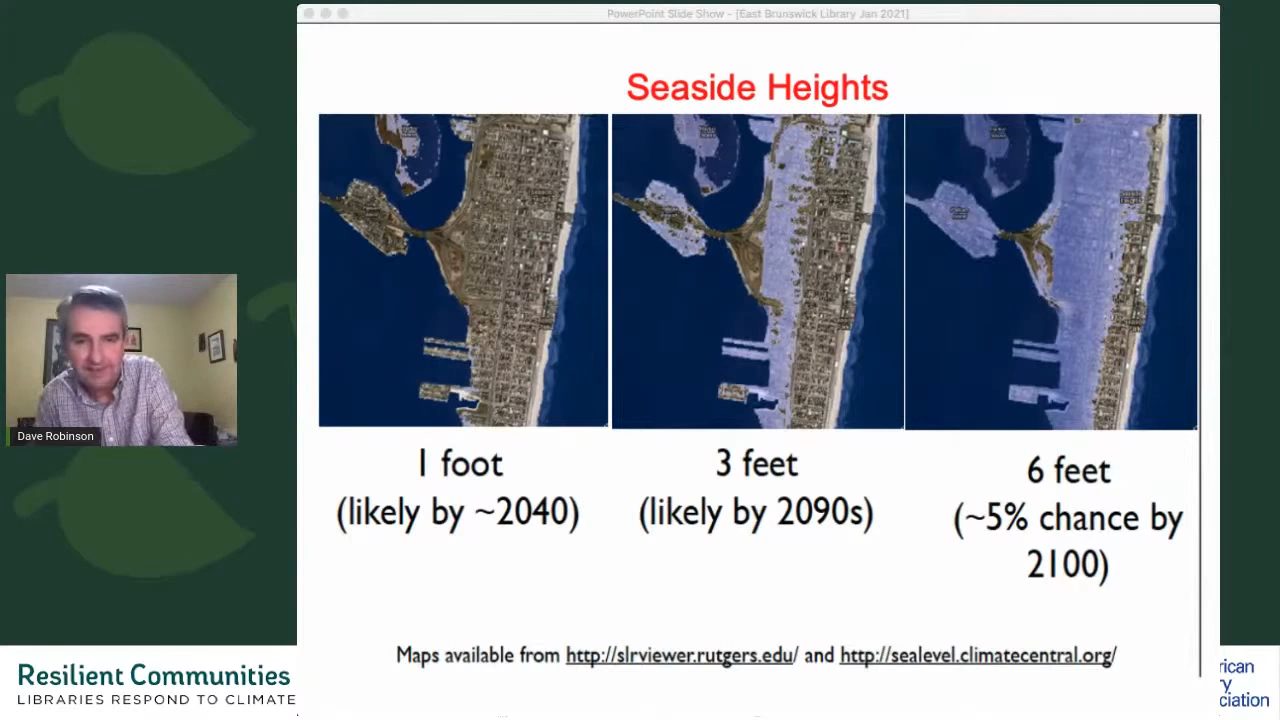 PowerPoint Slide Show - [East Brunswick Library Jan 2021]
Seaside Heights
1 foot
(likely by ~2040)
3 feet
(likely by 2090s)
6 feet
(~5% chance by
2100)
Maps available from http://slrviewer.rutgers.edu/ and http://sealevel.climatecentral.org/
Dave Robinson
Resilient Communities
LIBRARIES RESPOND TO CLIMATE
rican
ry
ciation